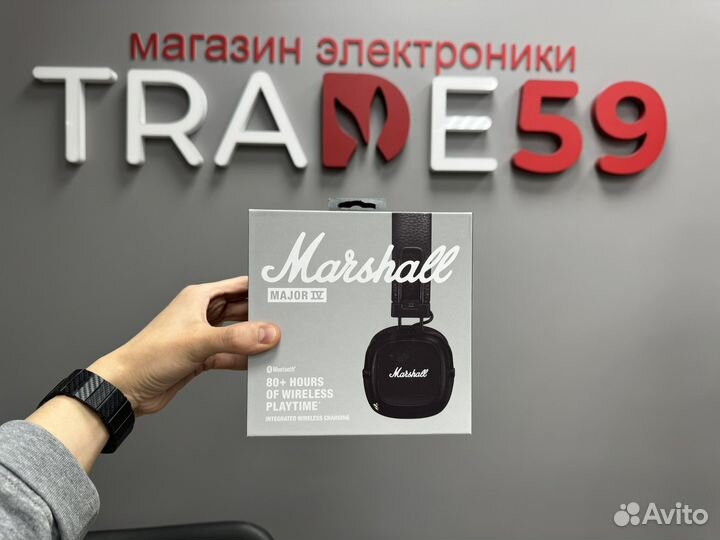 магазин электроники
TRADE59
Marshall
MAJOR IV
Bluetooth
80+ HOURS
OF WIRELESS
PLAYTIME*
INTEGRATED WIRELESS CHARGING
Marshall
Avito